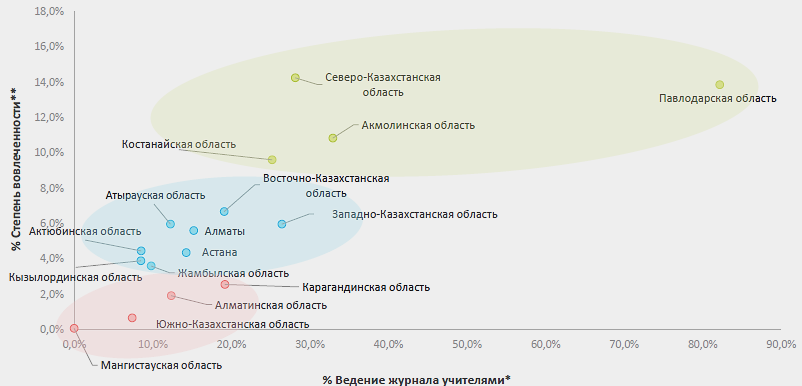 18,0%
16,0%
14,0%
12,0%
10,0%
8,0%
6,0%
4,0%
2,0%
0,0%
% Степень вовлеченности**
Северо-Казахстанская
область
Павлодарская область
Акмолинская область
Костанайская область
Восточно-Казахстанская
область
Атырауская область
Западно-Казахстанская область
Актюбинская область
Алматы
Астана
Кызылординская область
Жамбылская область
Карагандинская область
Алматинская область
Южно-Казахстанская область
Мангистауская область
0,0%
10,0%
20,0%
30,0%
40,0%
50,0%
60,0%
70,0%
80,0%
90,0%
% Ведение журнала учителями*